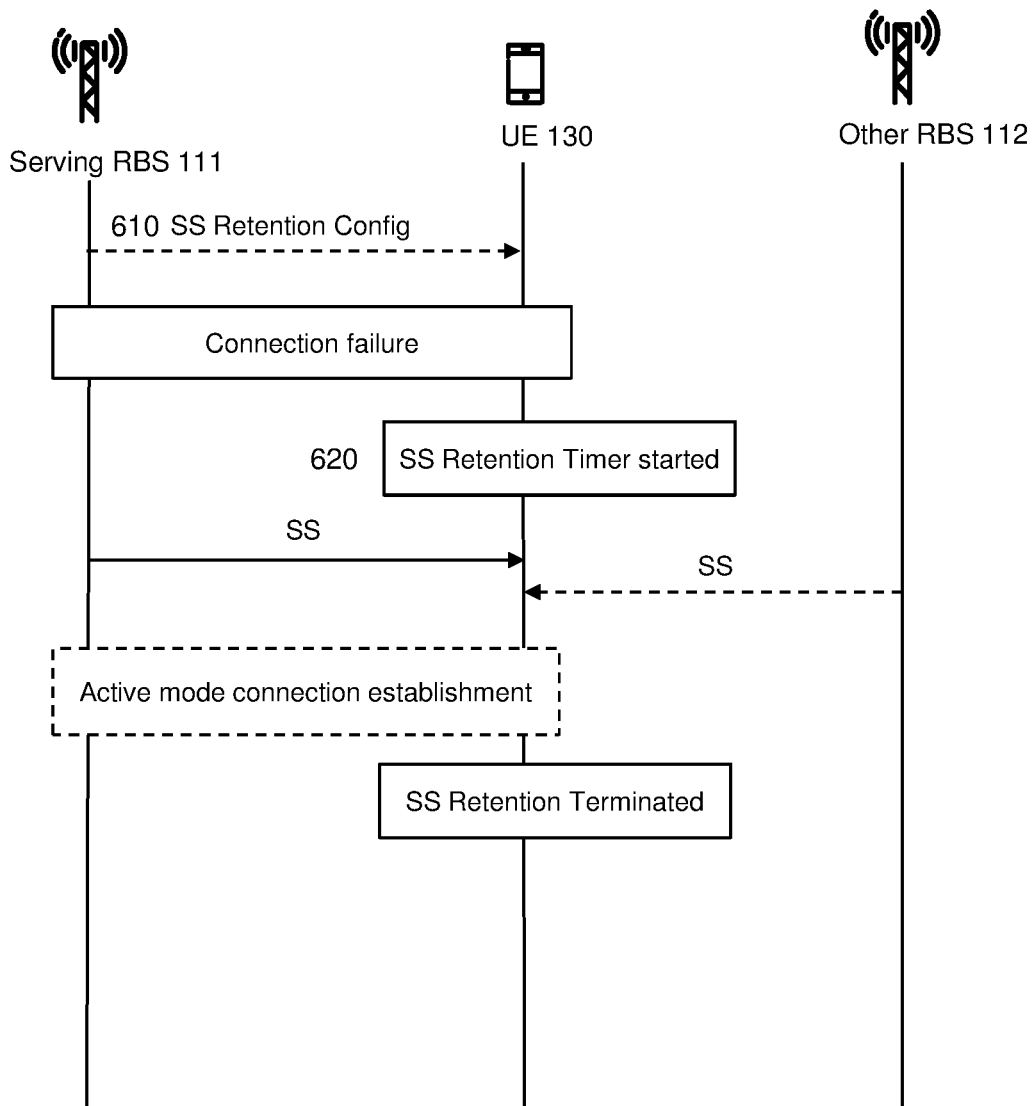 Serving RBS 111
UE 130
Other RBS 112
610 SS Retention Config
Connection failure
620
SS Retention Timer started
SS
SS
Active mode connection establishment
SS Retention Terminated